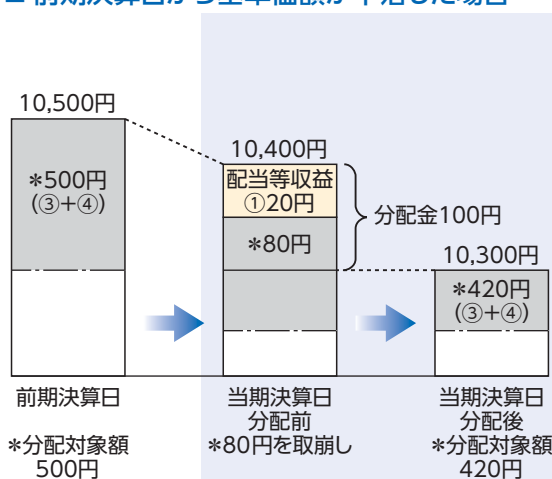 10,500円
*500円
(③+④)
10,400円
配当等収益
①20円
*80円
分配金100円
10,300円
*420円
(③+④)
前期決算日
*分配対象額
500円
当期決算日
分配前
*80円を取崩し
当期決算日
分配後
*分配対象額
420円